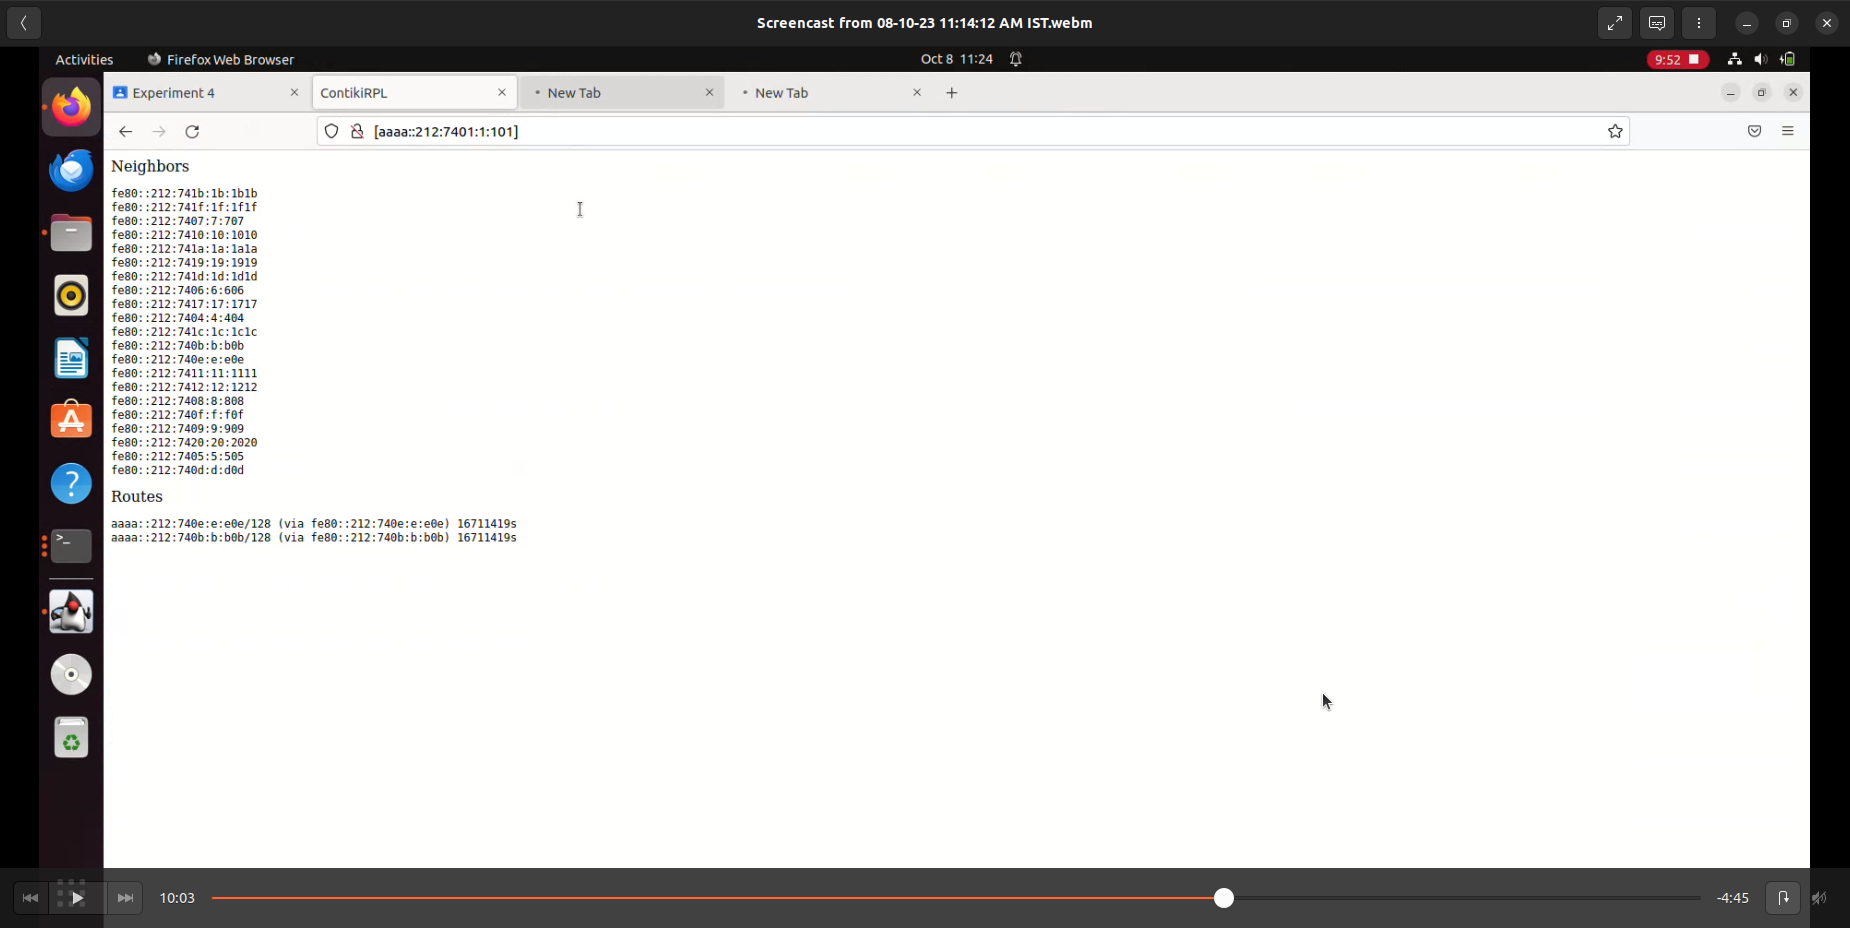 Screencast from 08-10-23 11:14:12 AM IST.webm
Activities
Firefox Web Browser
Oct 8 11:24
9:52
Experiment 4
ContikiRPL
New Tab
New Tab
[aaaa::212:7401:1:101]
Neighbors
fe80::212:741b:1b:1b1b
fe80::212:741f:1f:1f1f
fe80::212:7407:7:707
fe80::212:7410:10:1010
fe80::212:741a:1a:1a1a
fe80::212:7419:19:1919
fe80::212:741d:1d:1d1d
fe80::212:7406:6:606
fe80::212:7417:17:1717
fe80::212:7404:4:404
fe80::212:741c:1c:1c1c
fe80::212:740b:b:b0b
fe80::212:740e:e:e0e
fe80::212:7411:11:1111
fe80::212:7412:12:1212
fe80::212:7408:8:808
fe80::212:740f:f:f0f
fe80::212:7409:9:909
fe80::212:7420:20:2020
fe80::212:7405:5:505
fe80::212:740d:d:d0d
Routes
aaaa::212:740e:e:e0e/128 (via fe80::212:740e:e:e0e) 16711419s
aaaa::212:740b:b:b0b/128 (via fe80::212:740b:b:b0b) 16711419s
10:03
-4:45